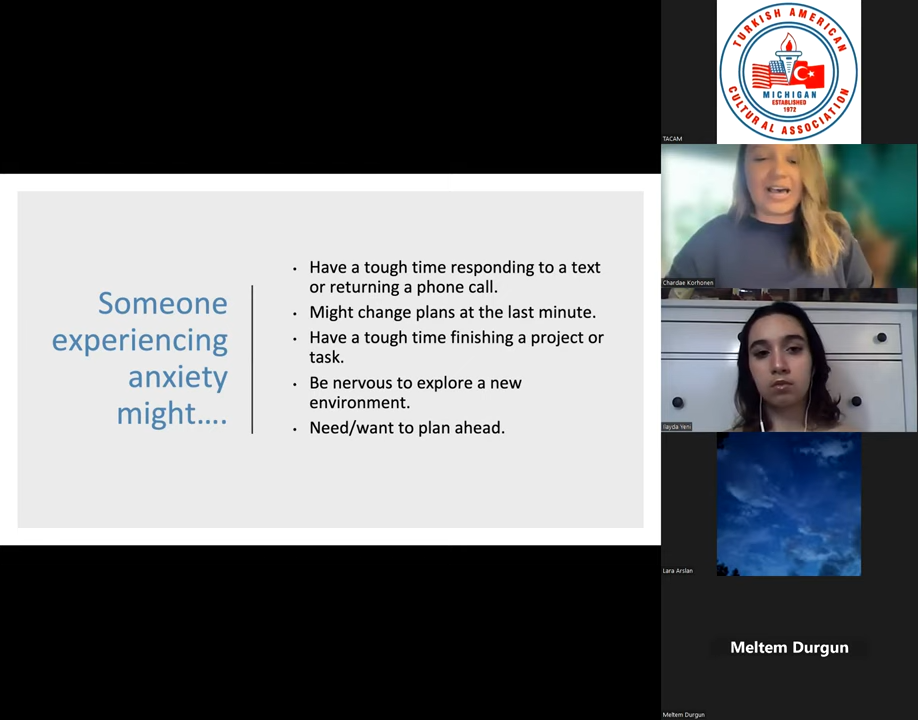 Someone
experiencing
anxiety
might....
• Have a tough time responding to a text
or returning a phone call.
• Might change plans at the last minute.
• Have a tough time finishing a project or
task.
• Be nervous to explore a new
environment.
• Need/want to plan ahead.
TURKISH AMERICAN
MICHIGAN
ESTABLISHED
1972
CULTURAL ASSOCIATION
TACAM
Chardae Korhonen
Ilayda Yeni
Lara Arslan
Meltem Durgun
Meltem Durgun